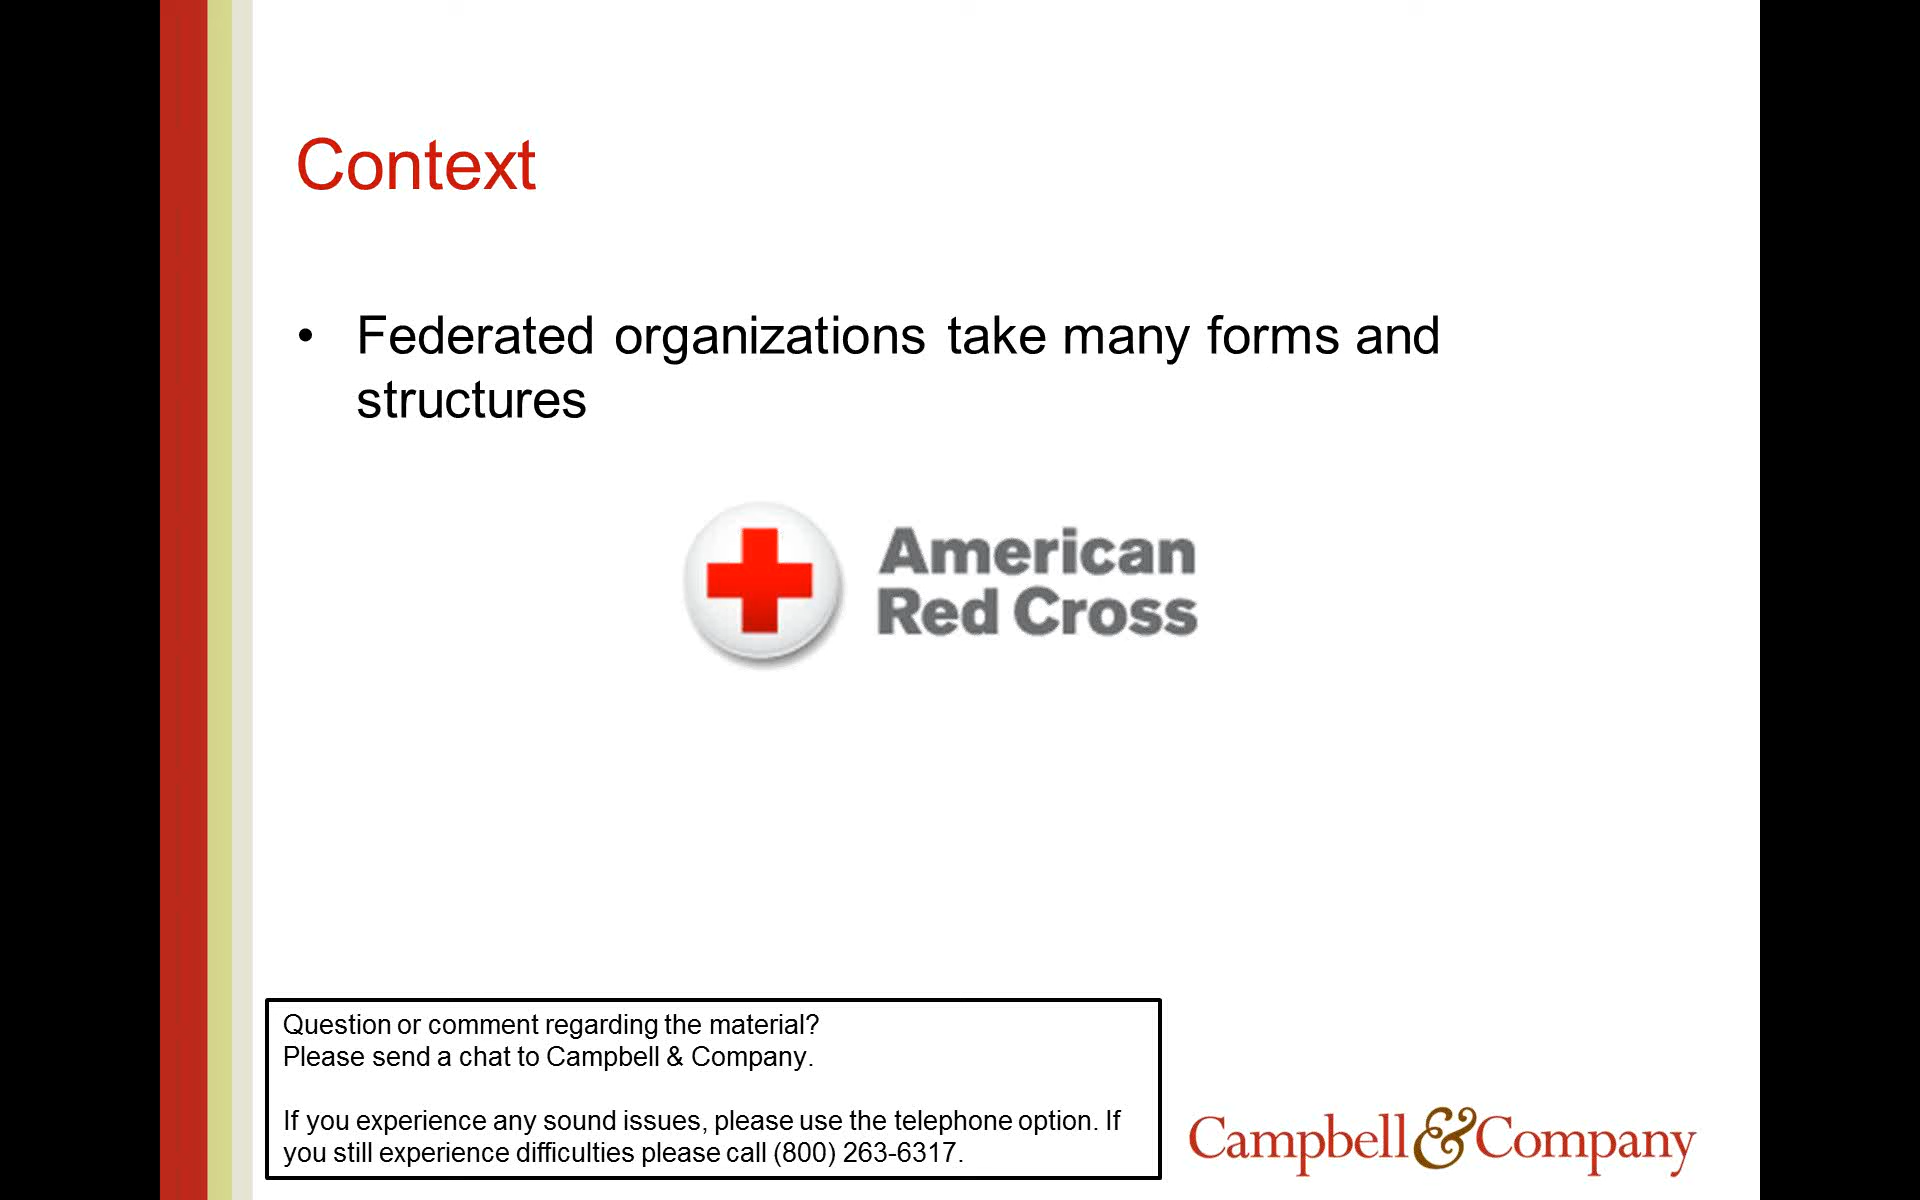 Context
• Federated organizations take many forms and
structures
American
Red Cross
Question or comment regarding the material?
Please send a chat to Campbell & Company.
If you experience any sound issues, please use the telephone option. If
you still experience difficulties please call (800) 263-6317.
Campbell & Company